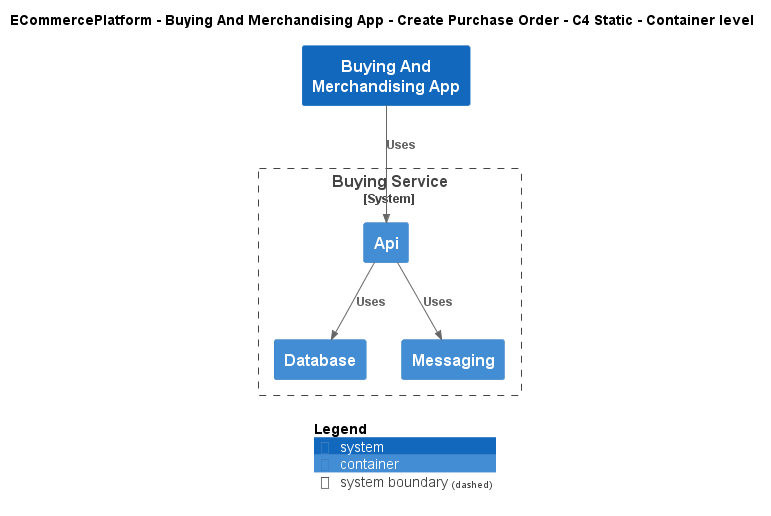 ECommercePlatform - Buying And Merchandising App - Create Purchase Order - C4 Static - Container level
Buying And
Merchandising App
Uses
Buying Service
[System]
Api
Uses
Uses
Database
Messaging
Legend
system
container
system boundary (dashed)